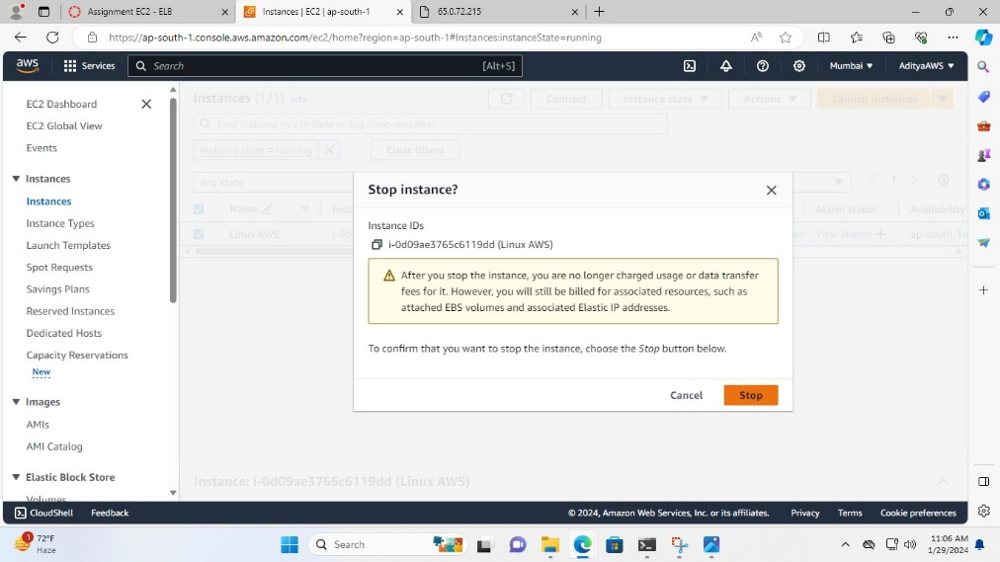 Assignment EC2 - ELB
Instances | EC2 | ap-south-1
65.0.72.215
https://ap-south-1.console.aws.amazon.com/ec2/home?region=ap-south-1#Instances:instanceState=running
aws
Services
Search
[Alt+S]
Mumbai
AdityaAWS
EC2 Dashboard
EC2 Global View
Events
Instances
Instances
Instance Types
Launch Templates
Spot Requests
Savings Plans
Reserved Instances
Dedicated Hosts
Capacity Reservations
New
Images
AMIs
AMI Catalog
Elastic Block Store
Volumes
Instances (1/1) Info
Connect
Instance state
Actions
Launch instances
Find Instance by attribute or tag (case-sensitive)
Instance state = running
Clear filters
Any state
1
Name
Alarm status
Availability
Linux AWS
View alarms
ap-south-1a
Stop instance?
Instance IDs
i-0d09ae3765c6119dd (Linux AWS)
After you stop the instance, you are no longer charged usage or data transfer
fees for it. However, you will still be billed for associated resources, such as
attached EBS volumes and associated Elastic IP addresses.
To confirm that you want to stop the instance, choose the Stop button below.
Cancel
Stop
Instance: i-0d09ae3765c6119dd (Linux AWS)
CloudShell
Feedback
© 2024, Amazon Web Services, Inc. or its affiliates.
Privacy
Terms
Cookie preferences
1
72°F
Haze
Search
11:06 AM
1/29/2024